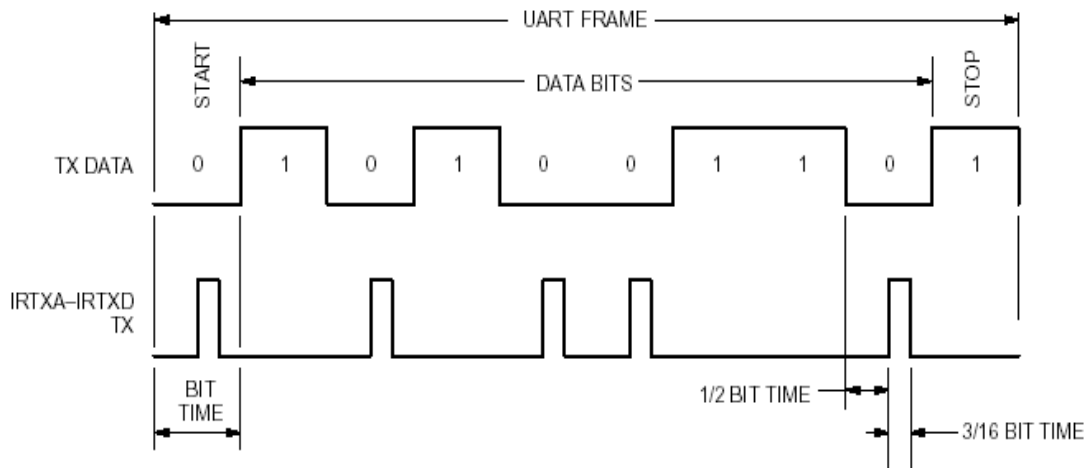 UART FRAME
START
DATA BITS
STOP
TX DATA
0 1 0 1 0 0 1 1 0 1
IRTXA–IRTXD
TX
BIT
TIME
1/2 BIT TIME
3/16 BIT TIME